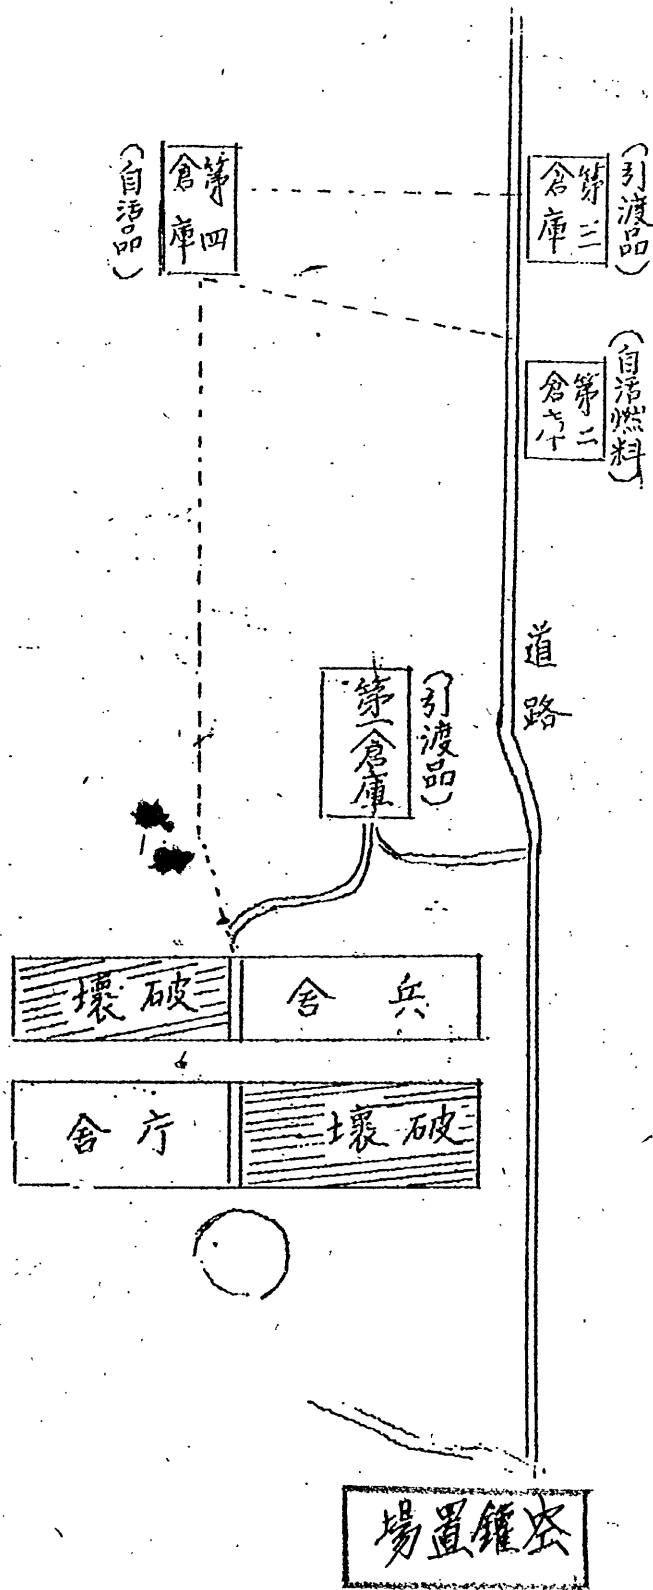 (引渡品)
第三
倉庫
第四
倉庫
(自活品)
(自活燃料)
第二
倉庫
道路
(引渡品)
第一倉庫
兵舎
破壊
破壊
庁舎
置場